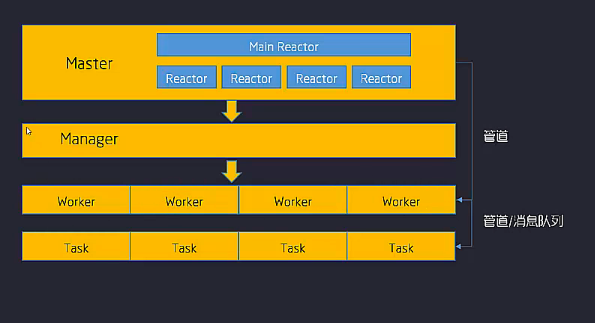 Main Reactor
Master
Reactor Reactor Reactor Reactor
Manager
管道
Worker Worker Worker Worker
管道/消息队列
Task Task Task Task